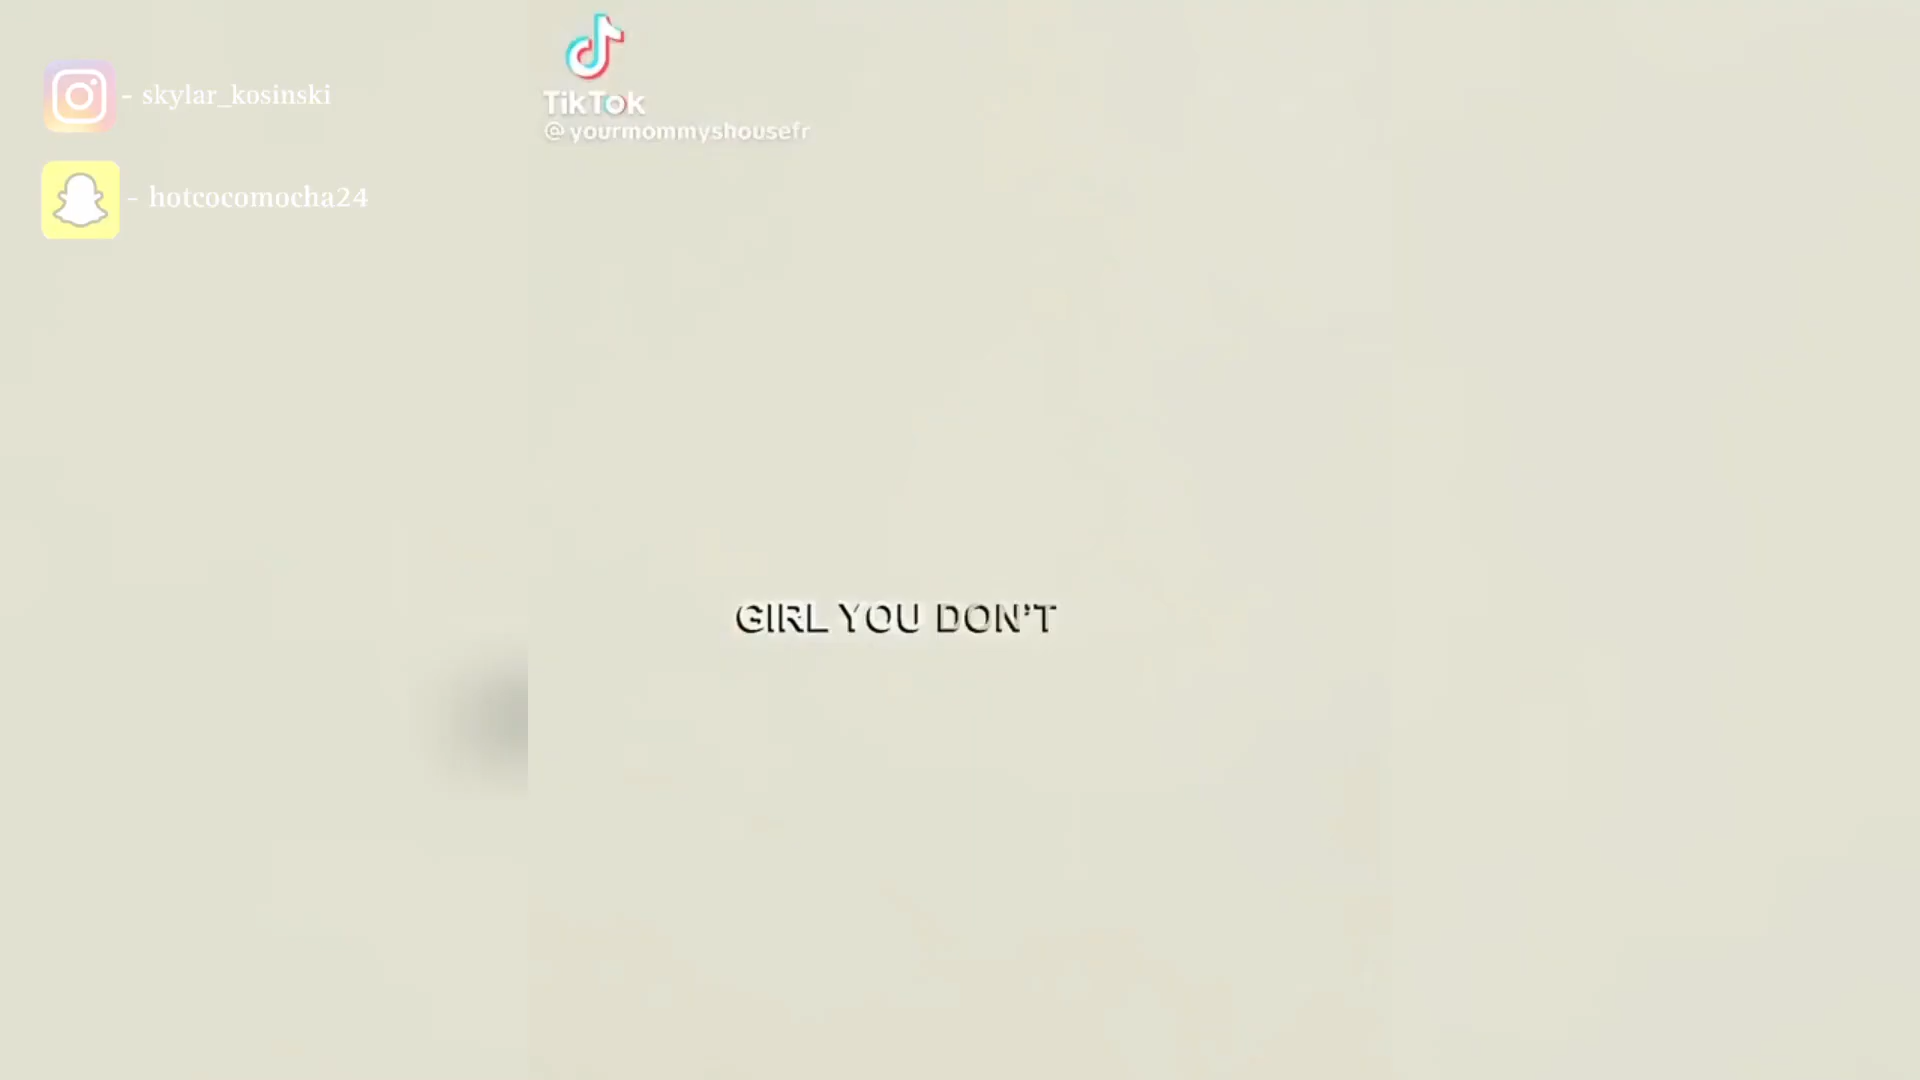 - skylar_kosinski
- hotcocomocha24
TikTok
@yourmommyshousefr
GIRL YOU DON'T